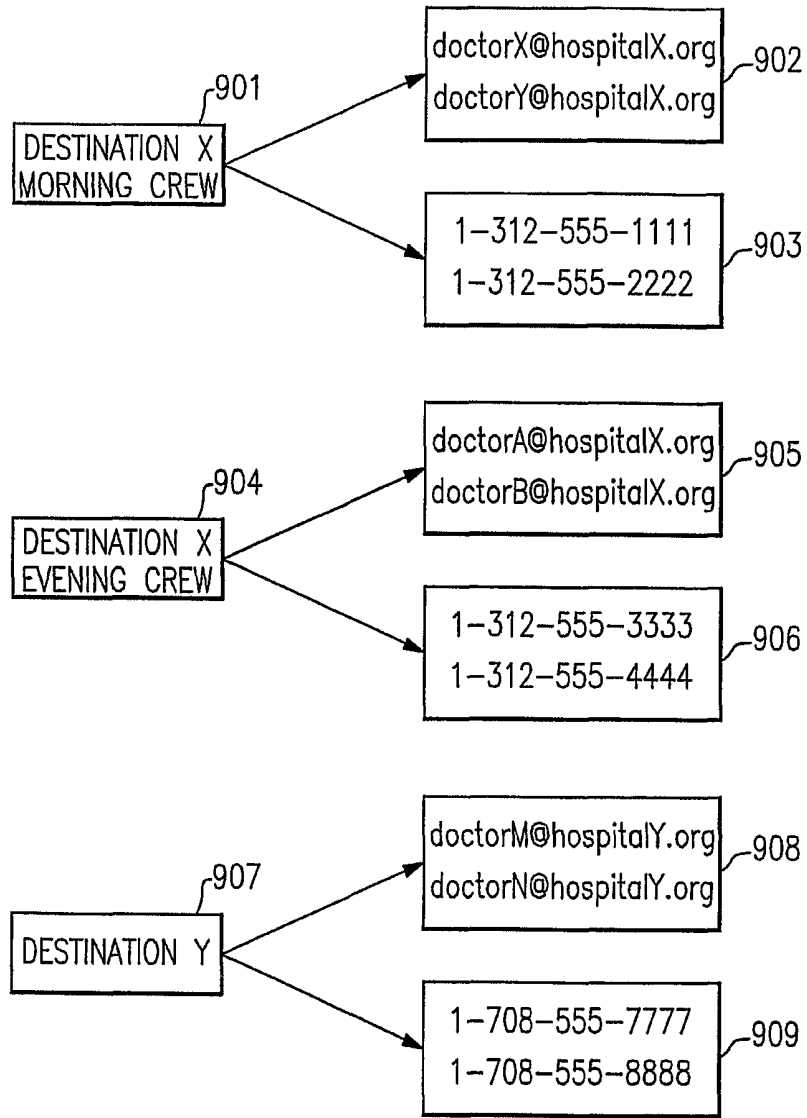 901
DESTINATION X
MORNING CREW
doctorX@hospitalX.org
doctorY@hospitalX.org
902
1-312-555-1111
1-312-555-2222
903
904
DESTINATION X
EVENING CREW
doctorA@hospitalX.org
doctorB@hospitalX.org
905
1-312-555-3333
1-312-555-4444
906
907
DESTINATION Y
doctorM@hospitalY.org
doctorN@hospitalY.org
908
1-708-555-7777
1-708-555-8888
909